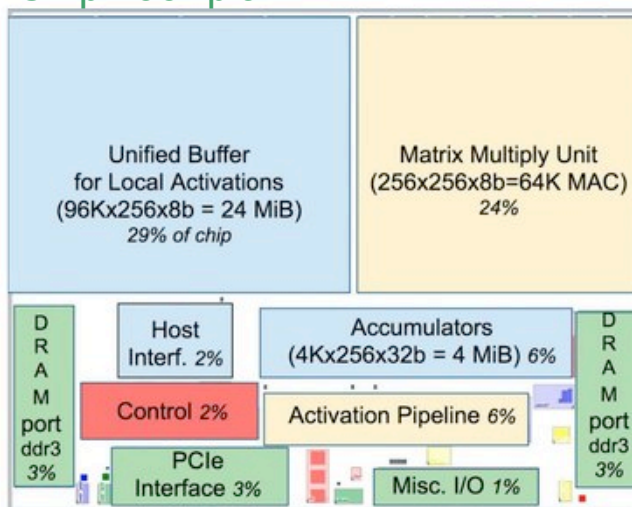 Unified Buffer
for Local Activations
(96Kx256x8b = 24 MiB)
29% of chip
Matrix Multiply Unit
(256x256x8b=64K MAC)
24%
D
R
A
M
port
ddr3
3%
Host
Interf. 2%
Accumulators
(4Kx256x32b = 4 MiB) 6%
D
R
A
M
port
ddr3
3%
Control 2%
Activation Pipeline 6%
PCIe
Interface 3%
Misc. I/O 1%